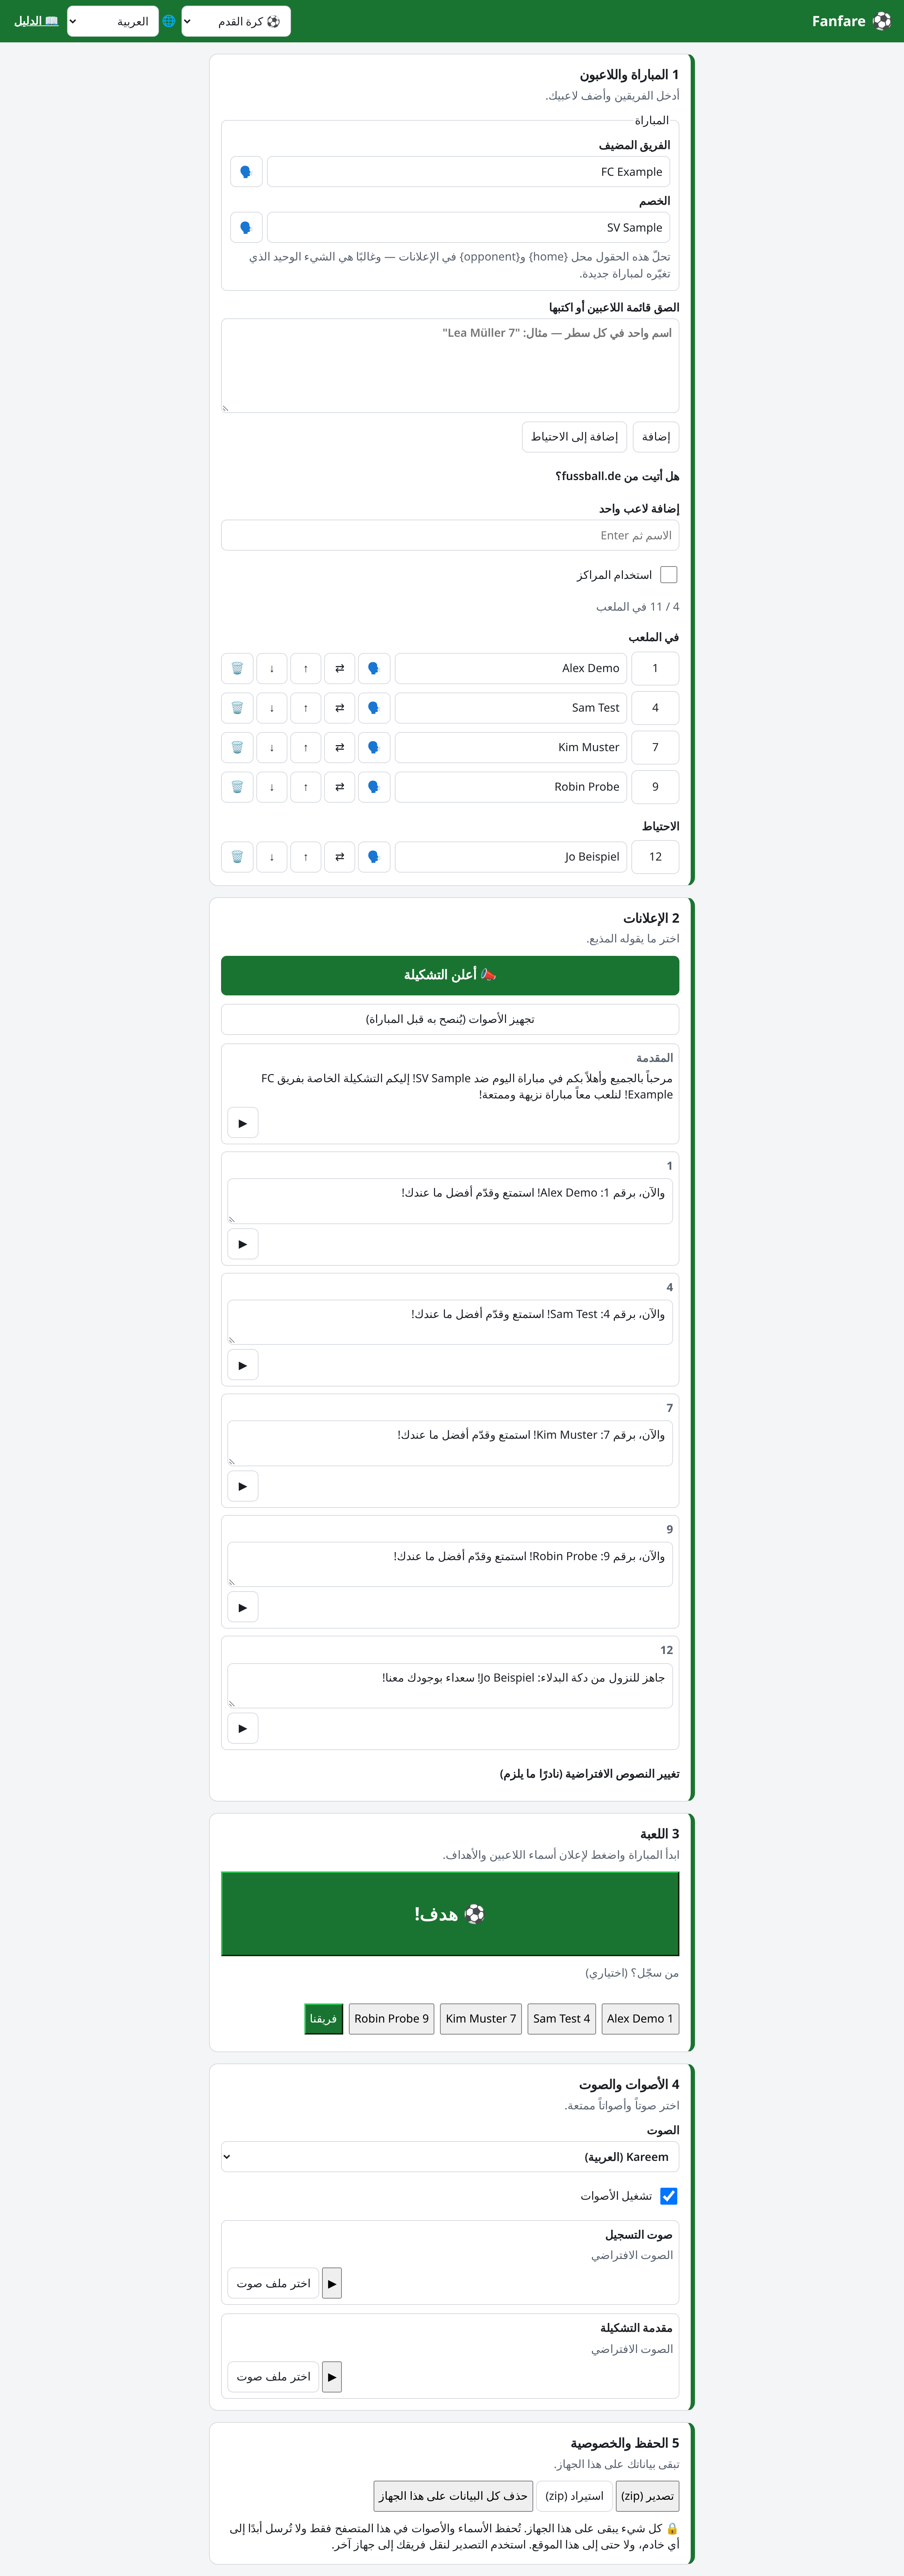 ⚽ Fanfare
⚽ كرة القدم
🌐 العربية
📖 الدليل
1 المباراة واللاعبون
أدخل الفريقين وأضف لاعبيك.
المباراة
الفريق المضيف
FC Example
🗣️
الخصم
SV Sample
🗣️
تحلّ هذه الحقول محل {home} و{opponent} في الإعلانات — وغالبًا هي الشيء الوحيد الذي
تغيّره لمباراة جديدة.
الصق قائمة اللاعبين أو اكتبها
اسم واحد في كل سطر — مثال: "Lea Müller 7"
إضافة
إضافة إلى الاحتياط
هل أتيت من fussball.de؟
إضافة لاعب واحد
الاسم ثم Enter
استخدام المراكز
4 / 11 في الملعب
في الملعب
1 Alex Demo 🗣️ ⇄ ↑ ↓ 🗑️
4 Sam Test 🗣️ ⇄ ↑ ↓ 🗑️
7 Kim Muster 🗣️ ⇄ ↑ ↓ 🗑️
9 Robin Probe 🗣️ ⇄ ↑ ↓ 🗑️
الاحتياط
12 Jo Beispiel 🗣️ ⇄ ↑ ↓ 🗑️
2 الإعلانات
اختر ما يقوله المذيع.
📣 أعلن التشكيلة
تجهيز الأصوات (يُنصح به قبل المباراة)
المقدمة
مرحباً بالجميع وأهلاً بكم في مباراة اليوم ضد SV Sample! إليكم التشكيلة الخاصة بفريق FC
Example! لنلعب معاً مباراة نزيهة وممتعة!
▶
1
والآن، برقم 1: Alex Demo! استمتع وقدّم أفضل ما عندك!
▶
4
والآن، برقم 4: Sam Test! استمتع وقدّم أفضل ما عندك!
▶
7
والآن، برقم 7: Kim Muster! استمتع وقدّم أفضل ما عندك!
▶
9
والآن، برقم 9: Robin Probe! استمتع وقدّم أفضل ما عندك!
▶
12
جاهز للنزول من دكة البدلاء: Jo Beispiel! سعداء بوجودك معنا!
▶
تغيير النصوص الافتراضية (نادرًا ما يلزم)
3 اللعبة
ابدأ المباراة واضغط لإعلان أسماء اللاعبين والأهداف.
⚽ هدف!
من سجّل؟ (اختياري)
Alex Demo 1
Sam Test 4
Kim Muster 7
Robin Probe 9
فريقنا
4 الأصوات والصوت
اختر صوتاً وأصواتاً ممتعة.
الصوت
Kareem (العربية)
تشغيل الأصوات
صوت التسجيل
الصوت الافتراضي
▶ اختر ملف صوت
مقدمة التشكيلة
الصوت الافتراضي
▶ اختر ملف صوت
5 الحفظ والخصوصية
تبقى بياناتك على هذا الجهاز.
تصدير (zip)
استيراد (zip)
حذف كل البيانات على هذا الجهاز
🔒 كل شيء يبقى على هذا الجهاز. تُحفظ الأسماء والأصوات في هذا المتصفح فقط ولا تُرسل أبدًا إلى
أي خادم، ولا حتى إلى هذا الموقع. استخدم التصدير لنقل فريقك إلى جهاز آخر.